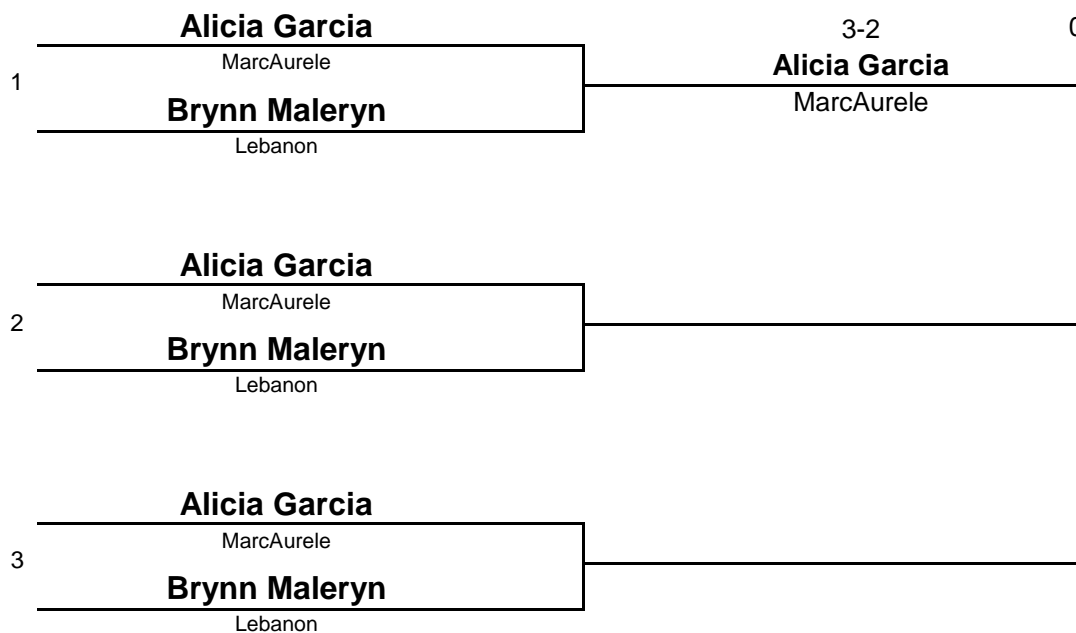 Alicia Garcia
3-2
MarcAurele
Alicia Garcia
1
Brynn Maleryn
MarcAurele
Lebanon
Alicia Garcia
MarcAurele
2
Brynn Maleryn
Lebanon
Alicia Garcia
MarcAurele
3
Brynn Maleryn
Lebanon